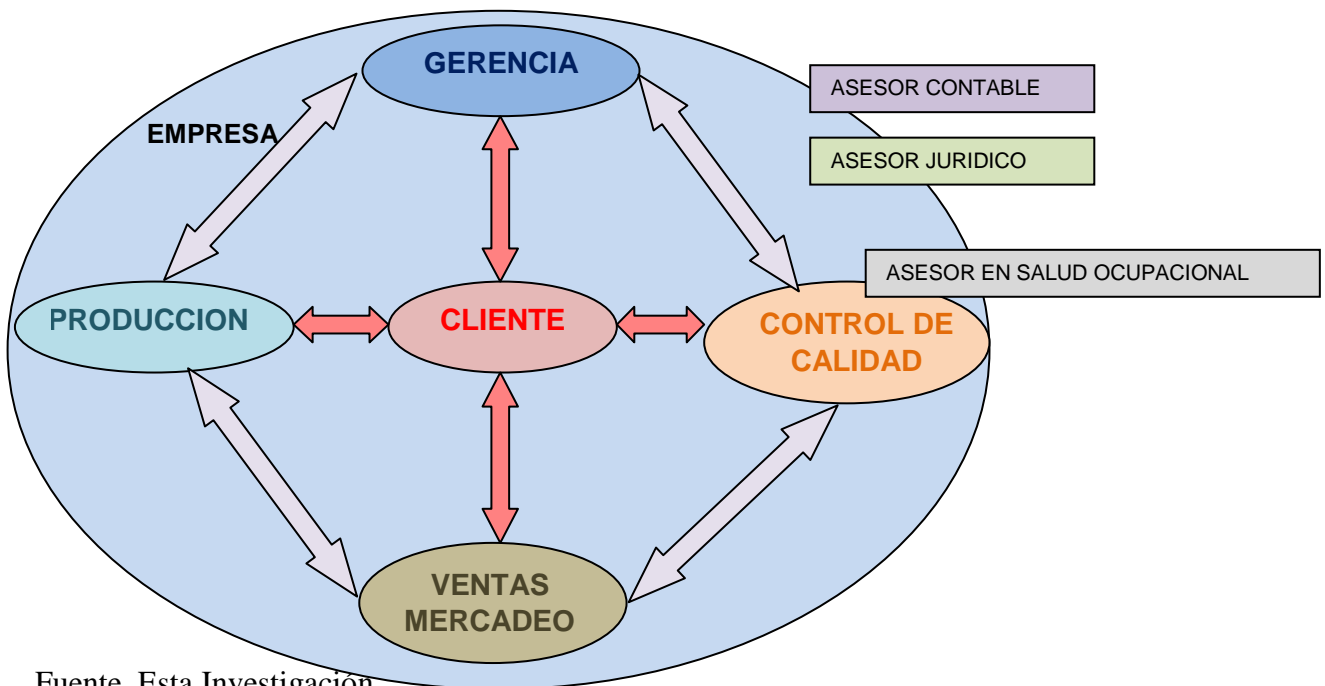 GERENCIA
ASESOR CONTABLE
EMPRESA
ASESOR JURIDICO
ASESOR EN SALUD OCUPACIONAL
PRODUCCION
CLIENTE
CONTROL DE
CALIDAD
VENTAS
MERCADEO
Fuente. Esta Investigación